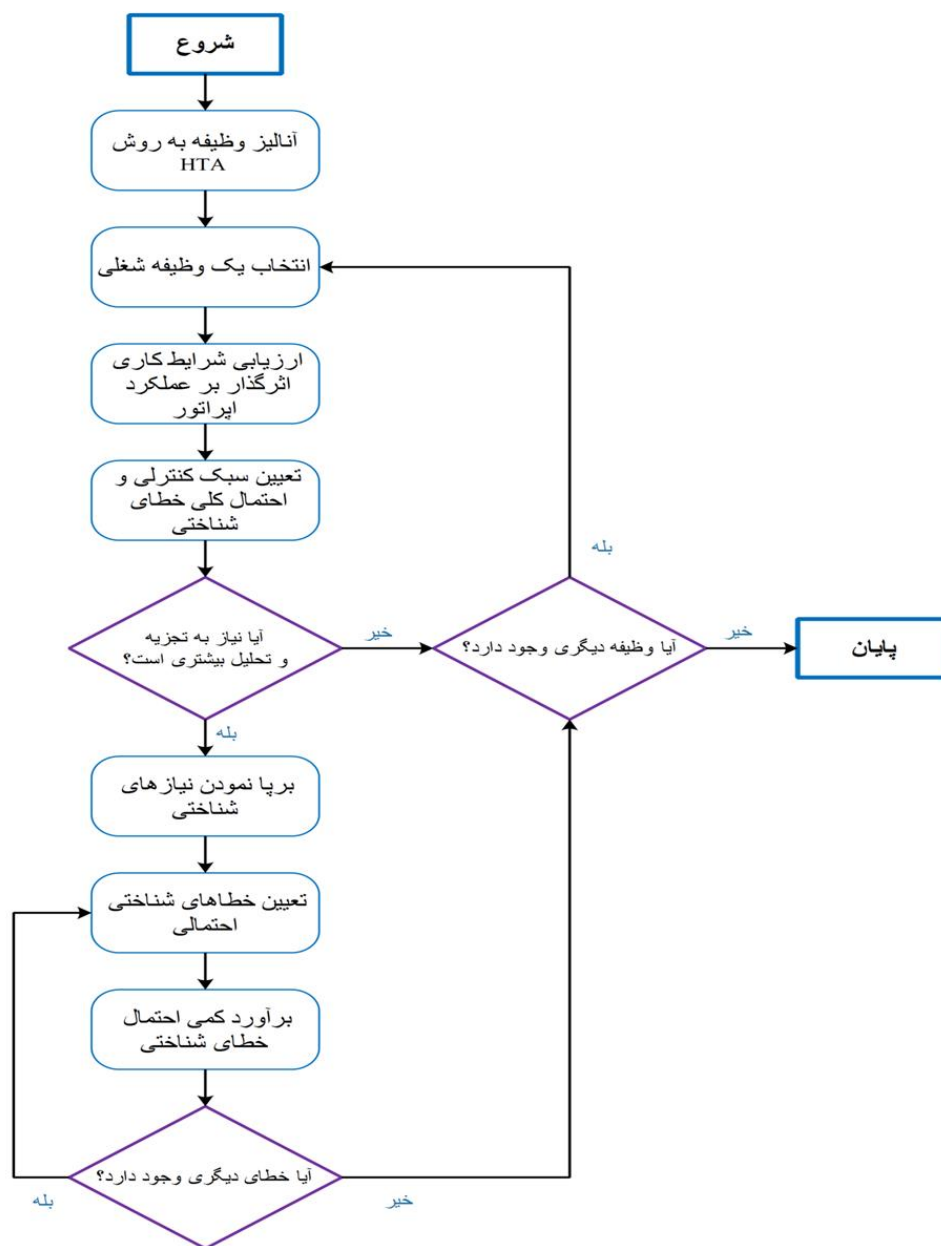 شروع
آنالیز وظیفه به روش
HTA
انتخاب یک وظیفه شغلی
ارزیابی شرایط کاری
اثرگذار بر عملکرد
اپراتور
تعیین سبک کنترلی و
احتمال کلی خطای
شناختی
بله
آیا نیاز به تجزیه
و تحلیل بیشتری است؟
خیر
آیا وظیفه دیگری وجود دارد؟
خیر
پایان
بله
برپا نمودن نیازهای
شناختی
تعیین خطاهای شناختی
احتمالی
برآورد کمی احتمال
خطای شناختی
آیا خطای دیگری وجود دارد؟
بله
خیر